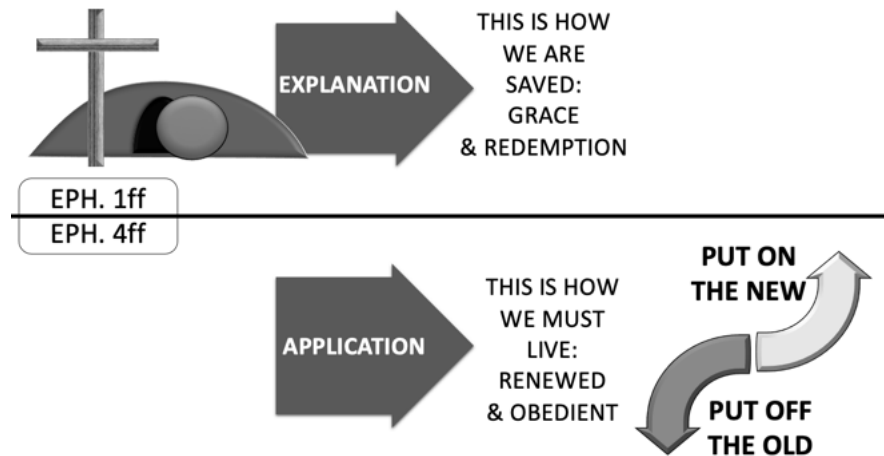 EXPLANATION
THIS IS HOW
WE ARE
SAVED:
GRACE
& REDEMPTION
EPH. 1ff
EPH. 4ff
APPLICATION
THIS IS HOW
WE MUST
LIVE:
RENEWED
& OBEDIENT
PUT ON
THE NEW
PUT OFF
THE OLD